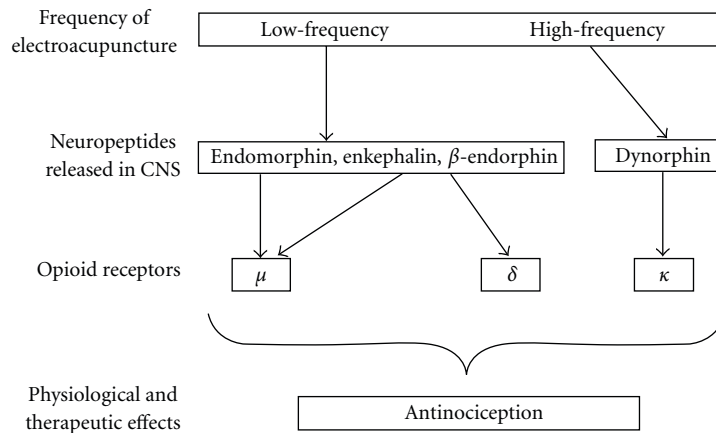 Frequency of
electroacupuncture
Low-frequency
High-frequency
Neuropeptides
released in CNS
Endomorphin, enkephalin, β-endorphin
Dynorphin
Opioid receptors
μ
δ
κ
Physiological and
therapeutic effects
Antinociception